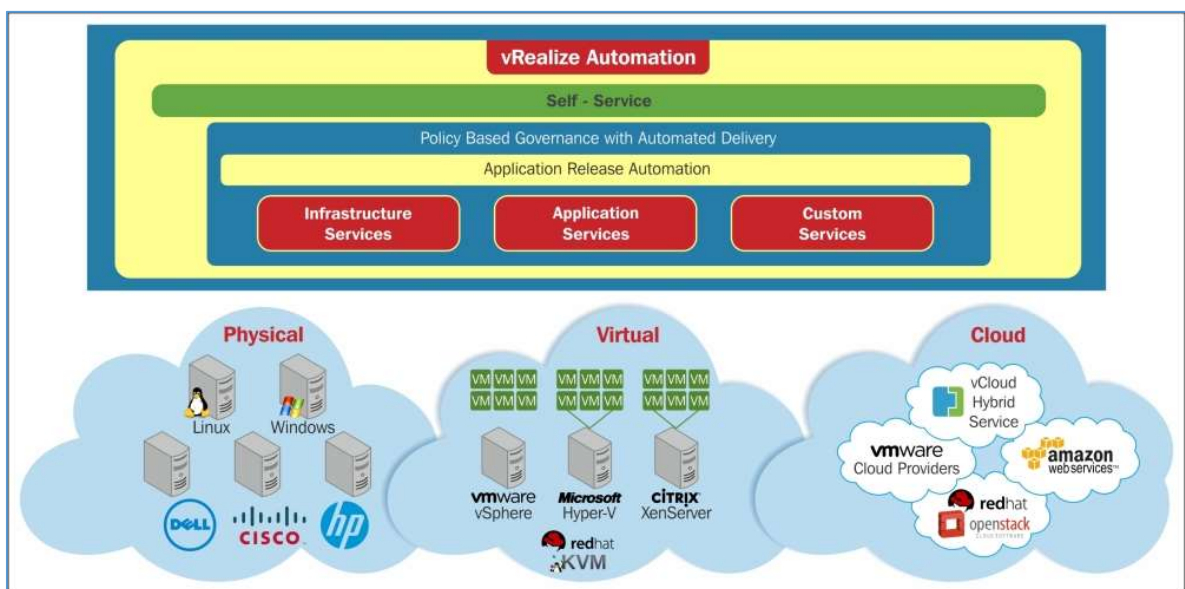 vRealize Automation
Self - Service
Policy Based Governance with Automated Delivery
Application Release Automation
Infrastructure
Services
Application
Services
Custom
Services
Physical
Linux
Windows
DELL
CISCO
hp
Virtual
VM VM VM
VM VM VM
VM VM VM
VM VM VM
VM VM VM
VM VM VM
vmware
vSphere
Microsoft
Hyper-V
CITRIX
XenServer
redhat
KVM
Cloud
vCloud
Hybrid
Service
vmware
Cloud Providers
amazon
webservices™
redhat
openstack
CLOUD SOFTWARE